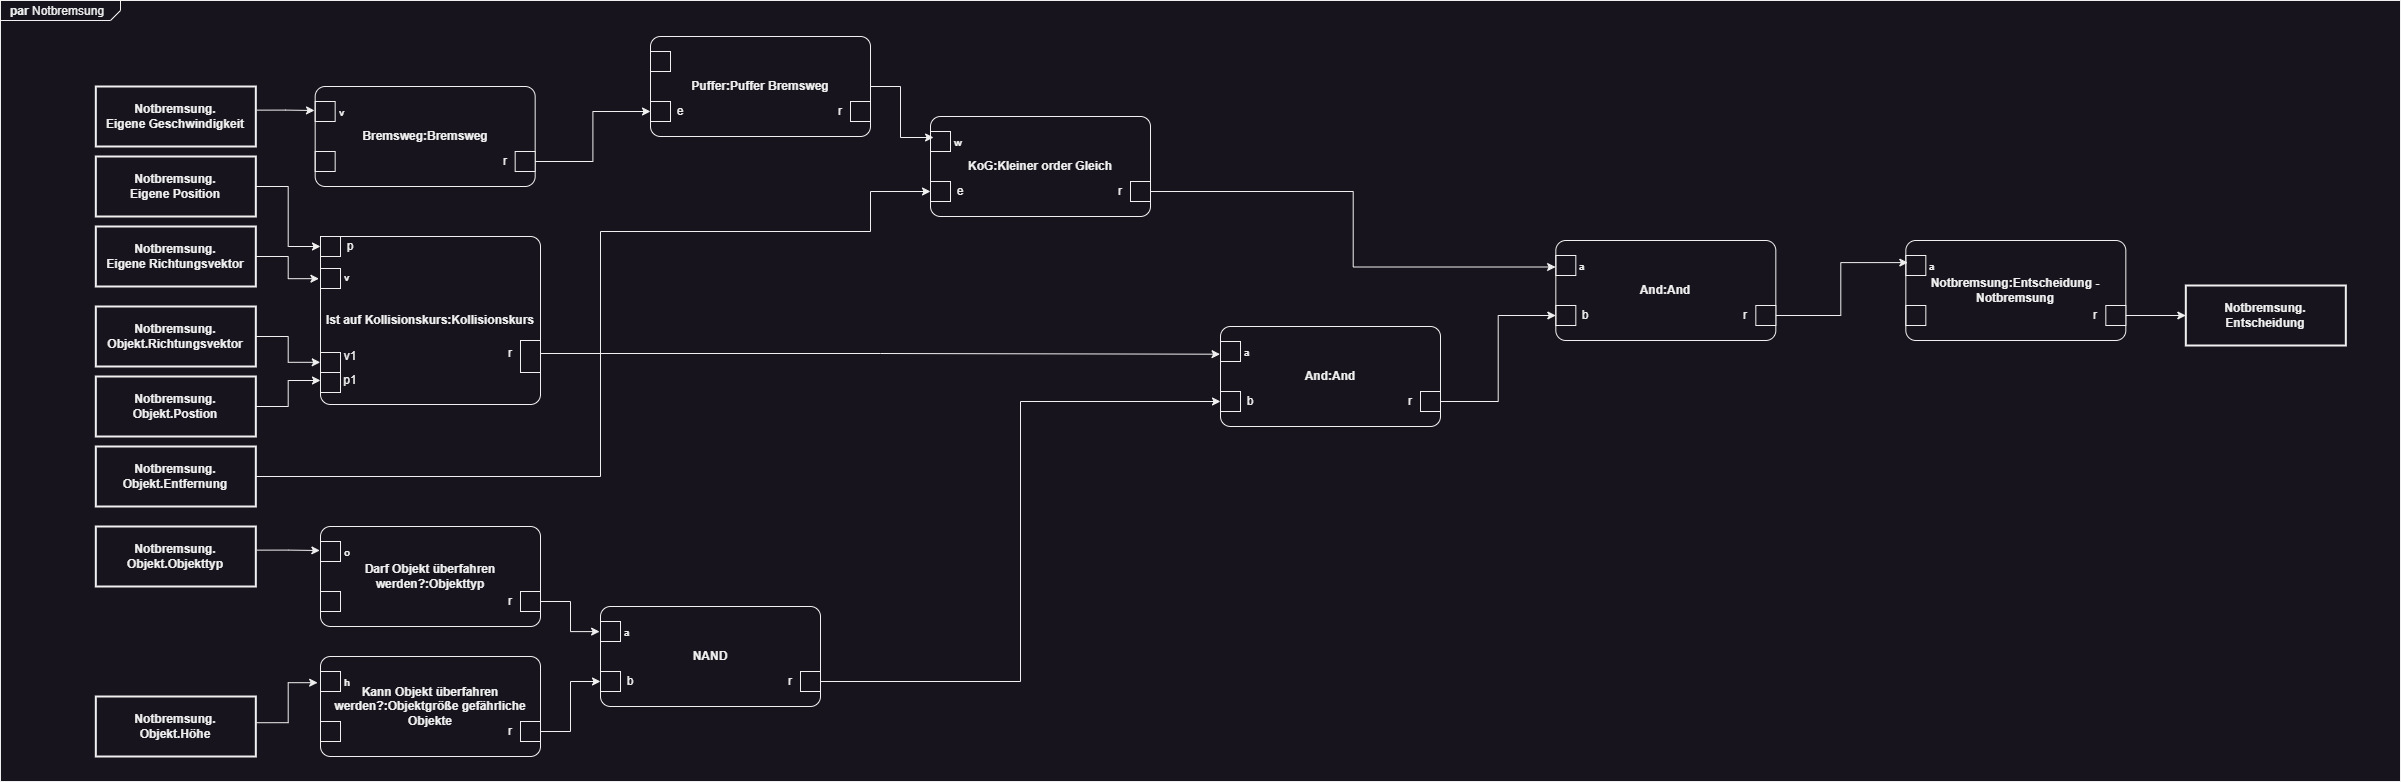 par Notbremsung
Notbremsung.
Eigene Geschwindigkeit
v
Bremsweg:Bremsweg
r
Puffer:Puffer Bremsweg
e
r
w
KoG:Kleiner order Gleich
e
r
Notbremsung.
Eigene Position
Notbremsung.
Eigene Richtungsvektor
Notbremsung.
Objekt.Richtungsvektor
Notbremsung.
Objekt.Postion
Notbremsung.
Objekt.Entfernung
p
v
Ist auf Kollisionskurs:Kollisionskurs
v1
r
p1
a
And:And
b
r
a
And:And
b
r
a
Notbremsung:Entscheidung -
Notbremsung
r
Notbremsung.
Entscheidung
Notbremsung.
Objekt.Objekttyp
o
Darf Objekt überfahren
werden?:Objekttyp
r
a
NAND
b
r
Notbremsung.
Objekt.Höhe
h
Kann Objekt überfahren
werden?:Objektgröße gefährliche
Objekte
r